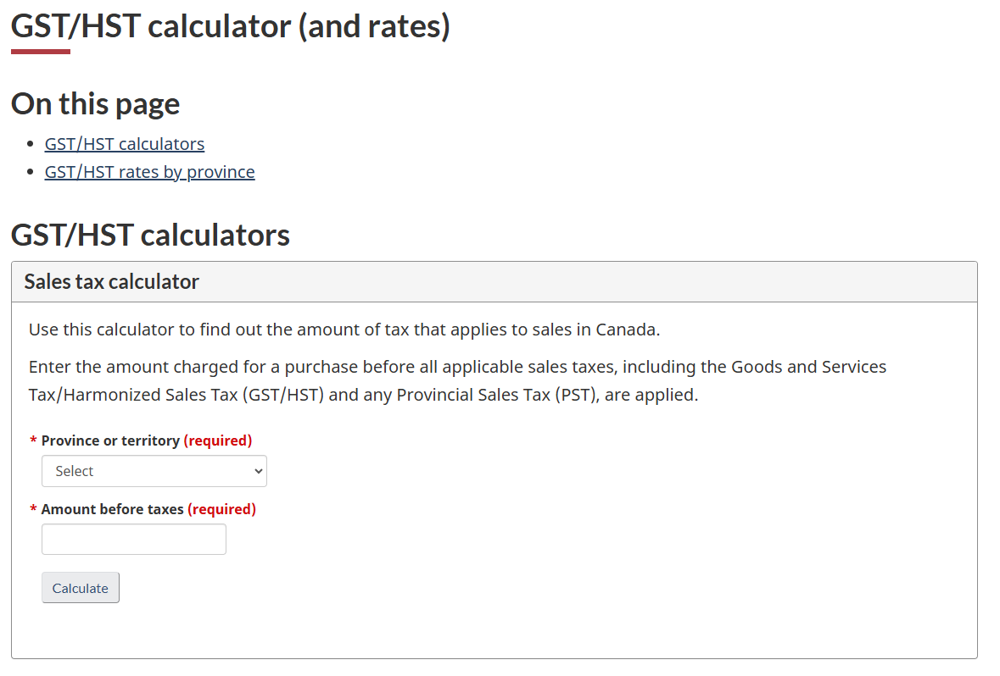 GST/HST calculator (and rates)
On this page
GST/HST calculators
GST/HST rates by province
GST/HST calculators
Sales tax calculator
Use this calculator to find out the amount of tax that applies to sales in Canada.
Enter the amount charged for a purchase before all applicable sales taxes, including the Goods and Services
Tax/Harmonized Sales Tax (GST/HST) and any Provincial Sales Tax (PST), are applied.
* Province or territory (required)
Select
* Amount before taxes (required)
Calculate